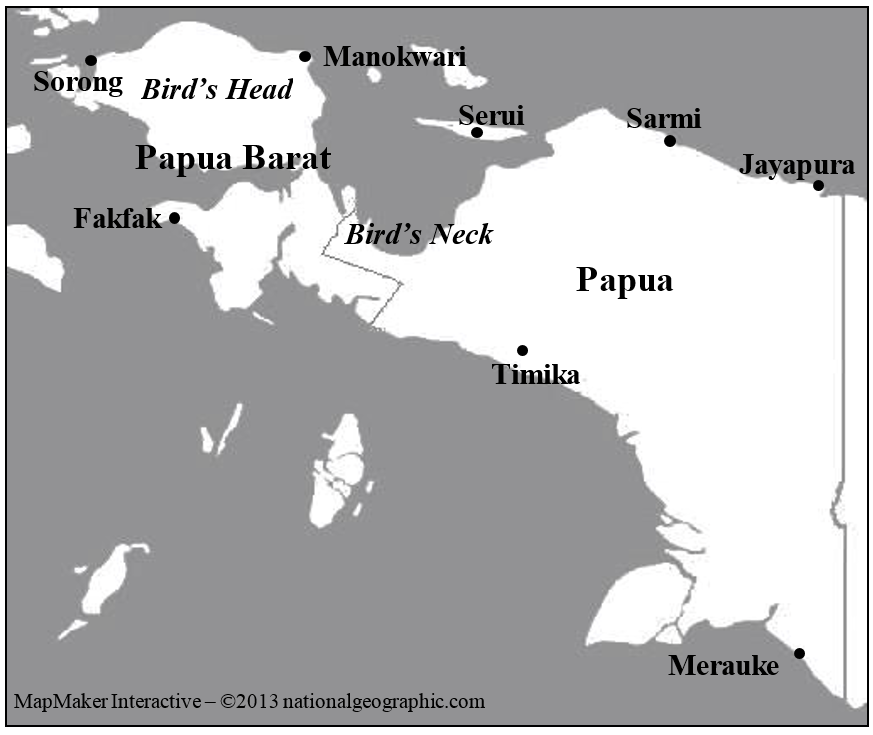 Manokwari
Sorong
Bird’s Head
Serui
Sarmi
Papua Barat
Jayapura
Fakfak
Bird’s Neck
Papua
Timika
Merauke
MapMaker Interactive – ©2013 nationalgeographic.com